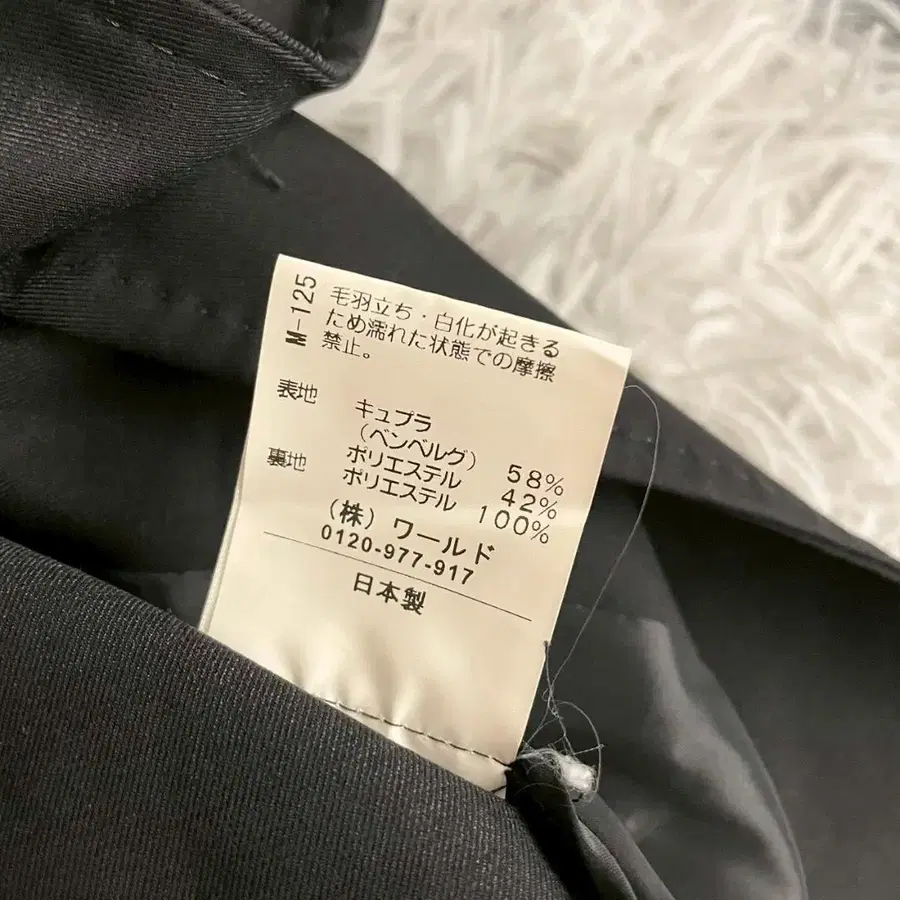 M-125
毛羽立ち・白化が起きる
ため濡れた状態での摩擦
禁止。
表地
キュプラ
（ベンベルグ） 58%
ポリエステル 42%
裏地 ポリエステル 100%
（株）ワールド
0120-977-917
日本製